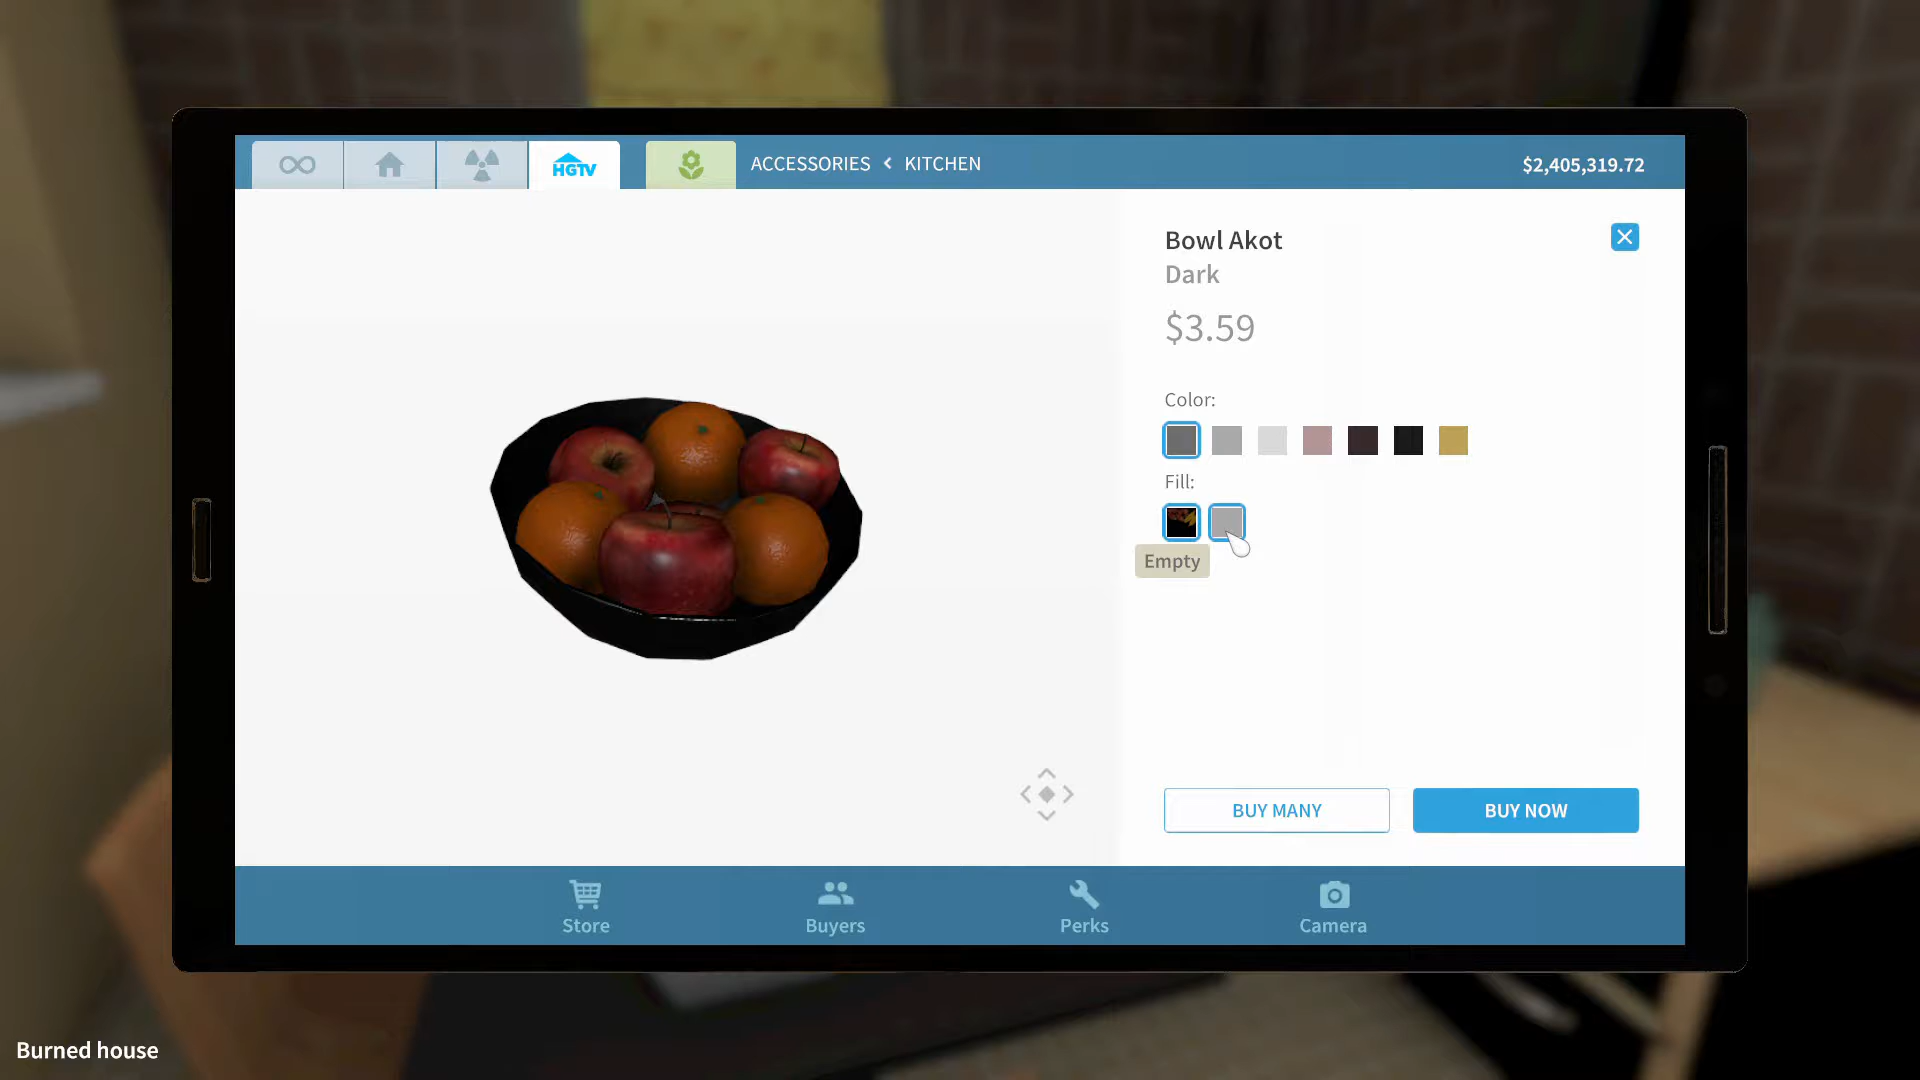 HGTV
ACCESSORIES < KITCHEN
$2,405,319.72
Bowl Akot
Dark
$3.59
Color:
Fill:
Empty
BUY MANY
BUY NOW
Store
Buyers
Perks
Camera
Burned house